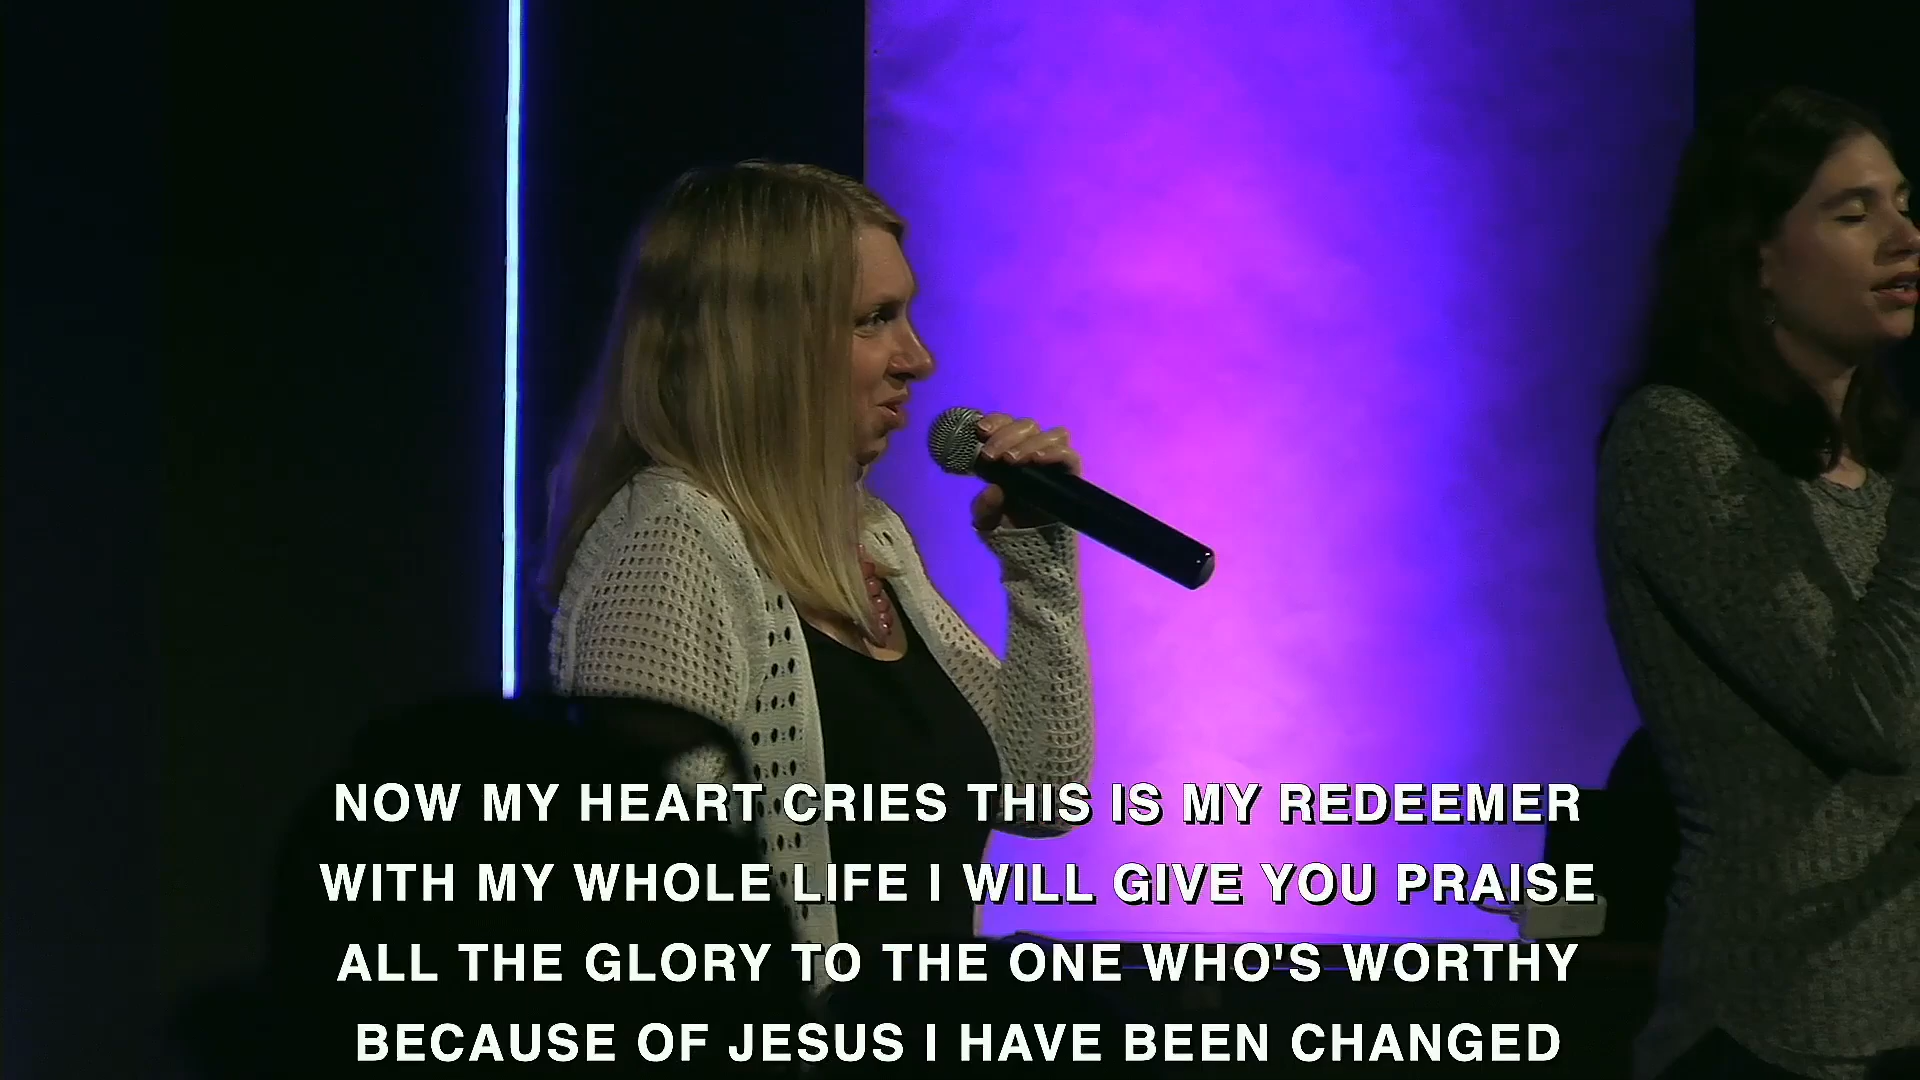 NOW MY HEART CRIES THIS IS MY REDEEMER
WITH MY WHOLE LIFE I WILL GIVE YOU PRAISE
ALL THE GLORY TO THE ONE WHO'S WORTHY
BECAUSE OF JESUS I HAVE BEEN CHANGED